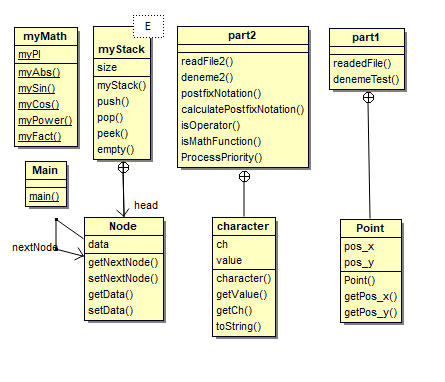 myMath
myPI
myAbs()
mySin()
myCos()
myPower()
myFact()
E
myStack
size
myStack()
push()
pop()
peek()
empty()
part2
readFile2()
deneme2()
postfixNotation()
calculatePostfixNotation()
isOperator()
isMathFunction()
ProcessPriority()
part1
readedFile()
denemeTest()
Main
main()
head
nextNode
Node
data
getNextNode()
setNextNode()
getData()
setData()
character
ch
value
character()
getValue()
getCh()
toString()
Point
pos_x
pos_y
Point()
getPos_x()
getPos_y()